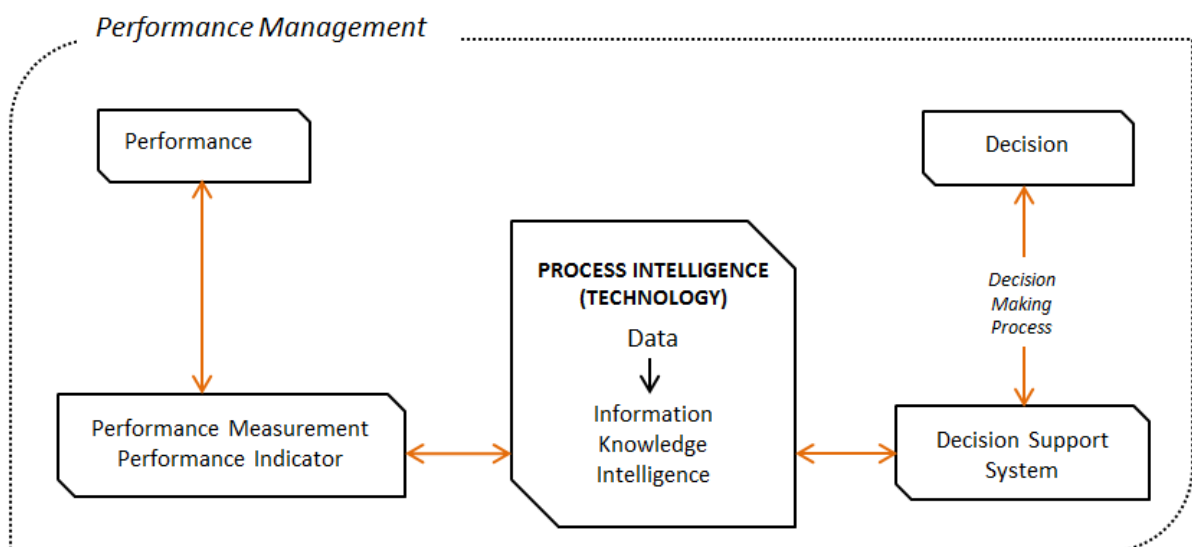 Performance Management
Performance
Decision
PROCESS INTELLIGENCE
(TECHNOLOGY)
Data
Information
Knowledge
Intelligence
Decision
Making
Process
Performance Measurement
Performance Indicator
Decision Support
System